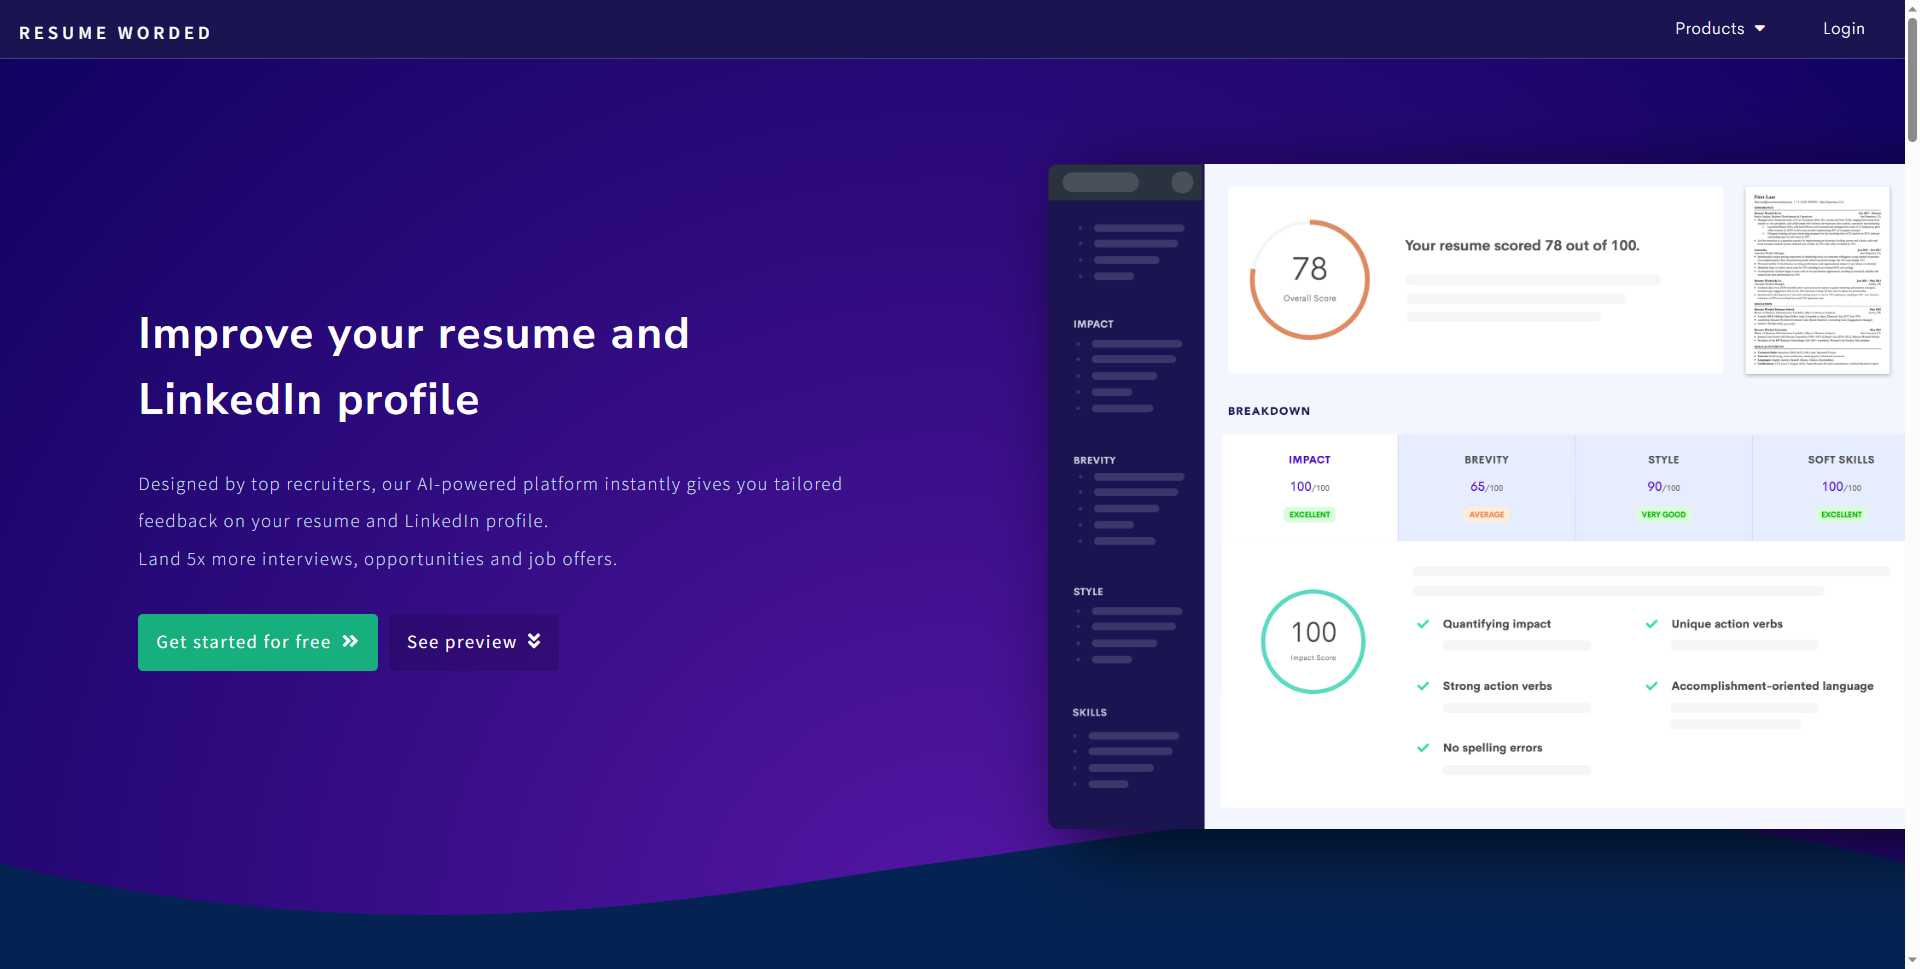 RESUME WORDED
Products
Login
Improve your resume and
LinkedIn profile
Designed by top recruiters, our AI-powered platform instantly gives you tailored
feedback on your resume and LinkedIn profile.
Land 5x more interviews, opportunities and job offers.
Get started for free
See preview
IMPACT
BREVITY
STYLE
SKILLS
78
Overall Score
Your resume scored 78 out of 100.
First Last
BREAKDOWN
IMPACT
100/100
EXCELLENT
BREVITY
65/100
AVERAGE
STYLE
90/100
VERY GOOD
SOFT SKILLS
100/100
EXCELLENT
100
Impact Score
Quantifying impact
Unique action verbs
Strong action verbs
Accomplishment-oriented language
No spelling errors